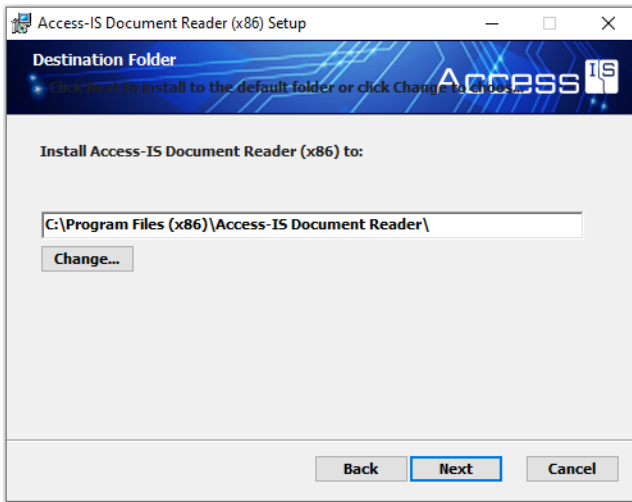 Access-IS Document Reader (x86) Setup
Destination Folder
Click Next to install to the default folder or click Change to choos...
Access IS
Install Access-IS Document Reader (x86) to:
C:\Program Files (x86)\Access-IS Document Reader\
Change...
Back Next Cancel